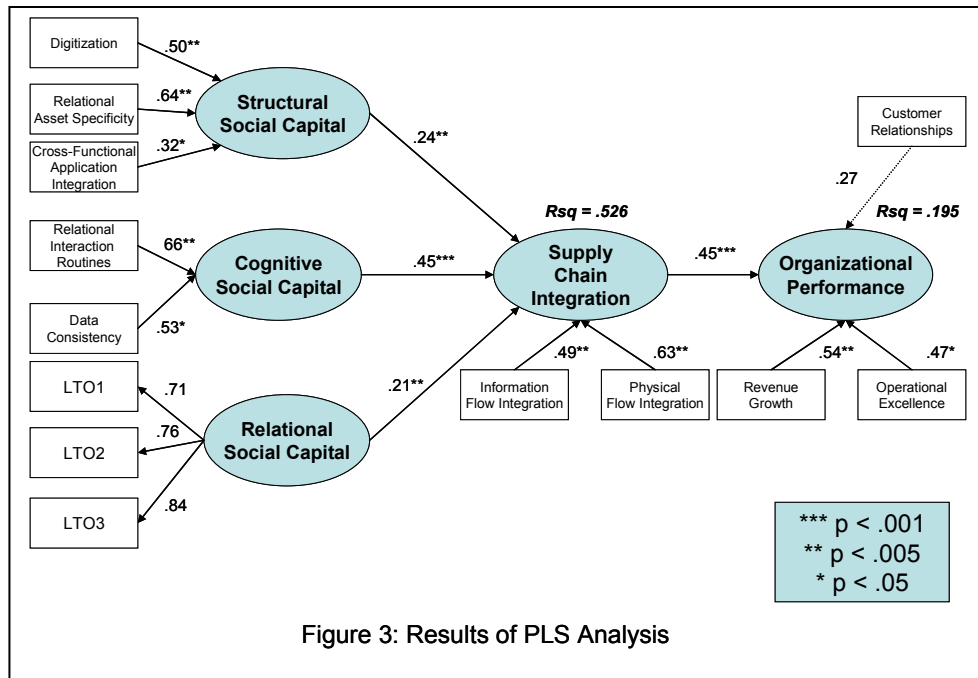 Digitization
.50**
Relational
Asset Specificity
.64**
Cross-Functional
Application
Integration
.32*
Structural
Social Capital
.24**
Customer
Relationships
.27
Relational
Interaction
Routines
66**
Data
Consistency
.53*
Cognitive
Social Capital
.45***
Rsq = .526
Supply
Chain
Integration
.45***
Rsq = .195
Organizational
Performance
.49**
.63**
Information
Flow Integration
Physical
Flow Integration
.54**
.47*
Revenue
Growth
Operational
Excellence
LTO1
.71
LTO2
.76
LTO3
.84
Relational
Social Capital
.21**
*** p < .001
** p < .005
* p < .05
Figure 3: Results of PLS Analysis